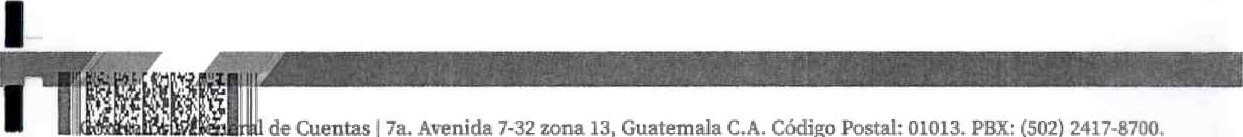 de Cuentas | 7a. Avenida 7-32 zona 13, Guatemala C.A. Código Postal: 01013. PBX: (502) 2417-8700.